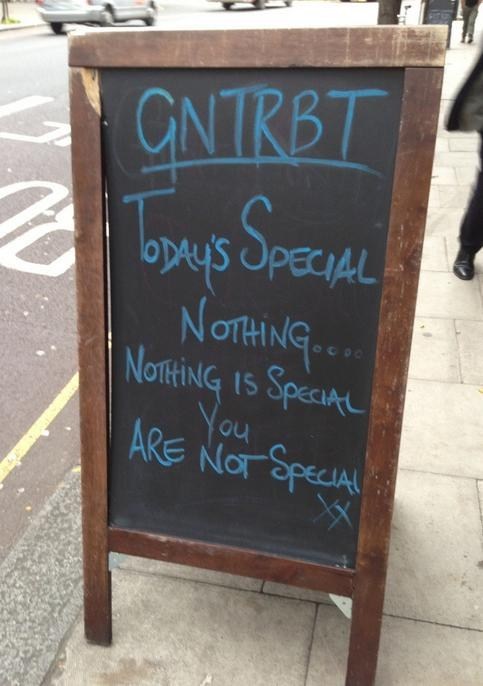 GNTRBT
TODAY'S SPECIAL
NOTHING....
NOTHING IS SPECIAL
YOU
ARE NOT SPECIAL
XX